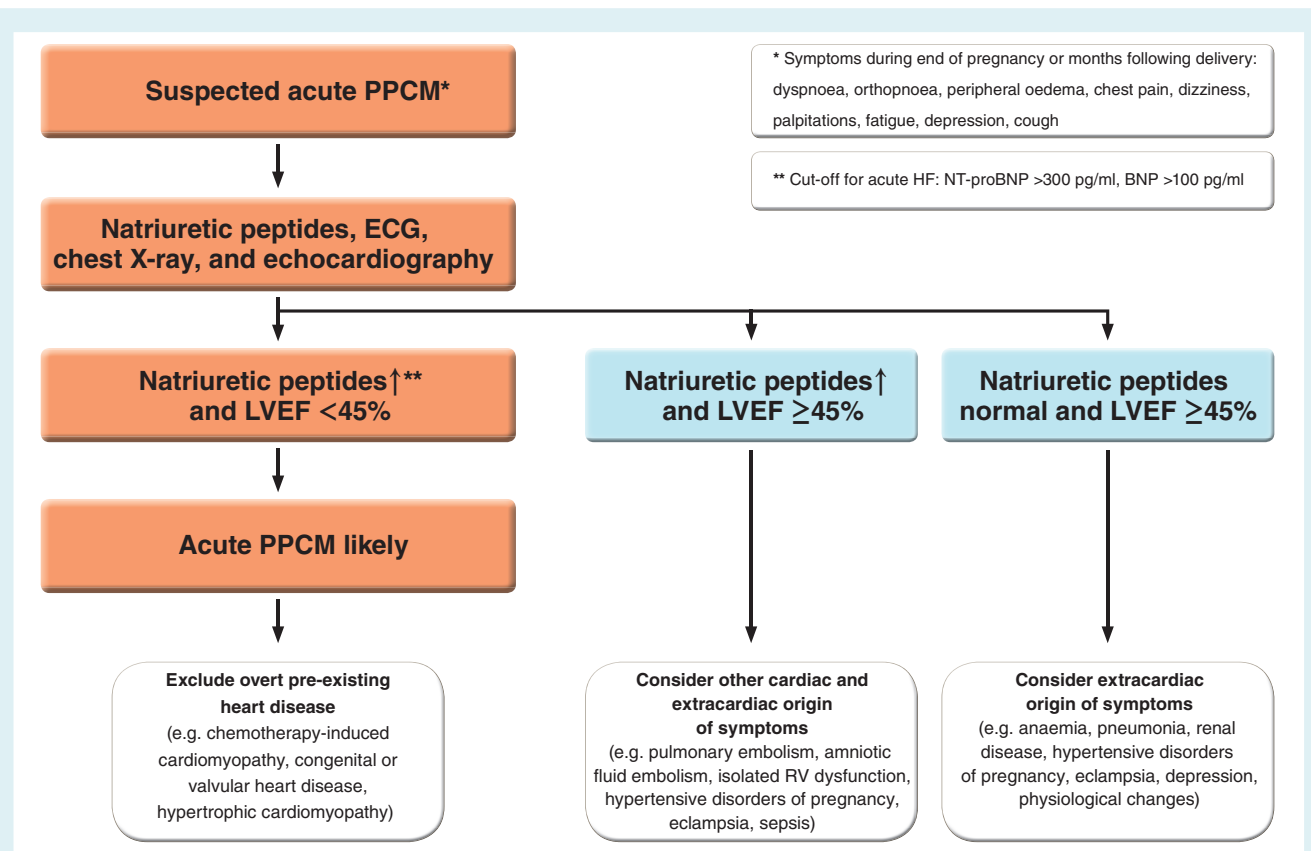 Suspected acute PPCM*
* Symptoms during end of pregnancy or months following delivery:
dyspnoea, orthopnoea, peripheral oedema, chest pain, dizziness,
palpitations, fatigue, depression, cough
** Cut-off for acute HF: NT-proBNP >300 pg/ml, BNP >100 pg/ml
Natriuretic peptides, ECG,
chest X-ray, and echocardiography
Natriuretic peptides↑**
and LVEF <45%
Natriuretic peptides↑
and LVEF ≥45%
Natriuretic peptides
normal and LVEF ≥45%
Acute PPCM likely
Exclude overt pre-existing
heart disease
(e.g. chemotherapy-induced
cardiomyopathy, congenital or
valvular heart disease,
hypertrophic cardiomyopathy)
Consider other cardiac and
extracardiac origin
of symptoms
(e.g. pulmonary embolism, amniotic
fluid embolism, isolated RV dysfunction,
hypertensive disorders of pregnancy,
eclampsia, sepsis)
Consider extracardiac
origin of symptoms
(e.g. anaemia, pneumonia, renal
disease, hypertensive disorders
of pregnancy, eclampsia, depression,
physiological changes)